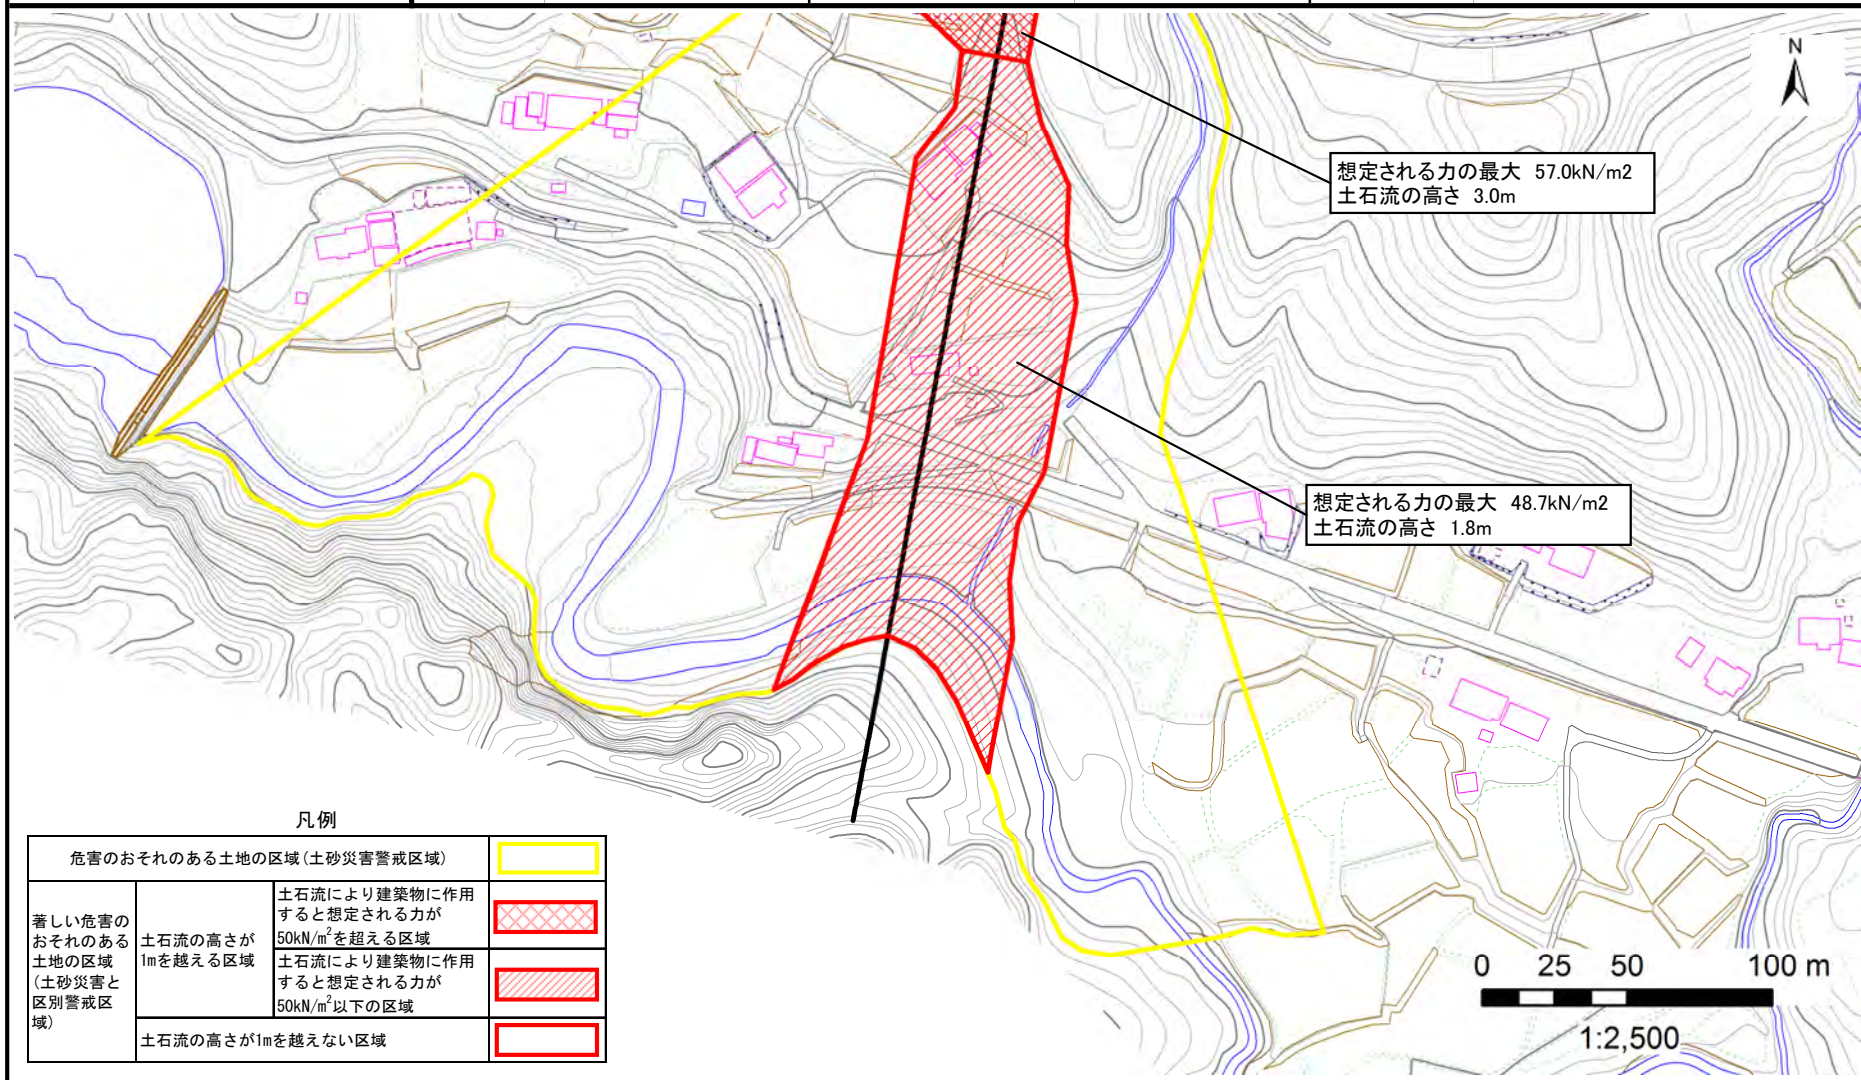 N
想定される力の最大 57.0kN/m2
土石流の高さ 3.0m
想定される力の最大 48.7kN/m2
土石流の高さ 1.8m
凡例
危害のおそれのある土地の区域(土砂災害警戒区域)
著しい危害の
おそれのある
土地の区域
(土砂災害と
区別警戒区
域)
土石流の高さが
1mを越える区域
土石流により建築物に作用
すると想定される力が
50kN/m²を超える区域
土石流により建築物に作用
すると想定される力が
50kN/m²以下の区域
土石流の高さが1mを越えない区域
0 25 50 100 m
1:2,500